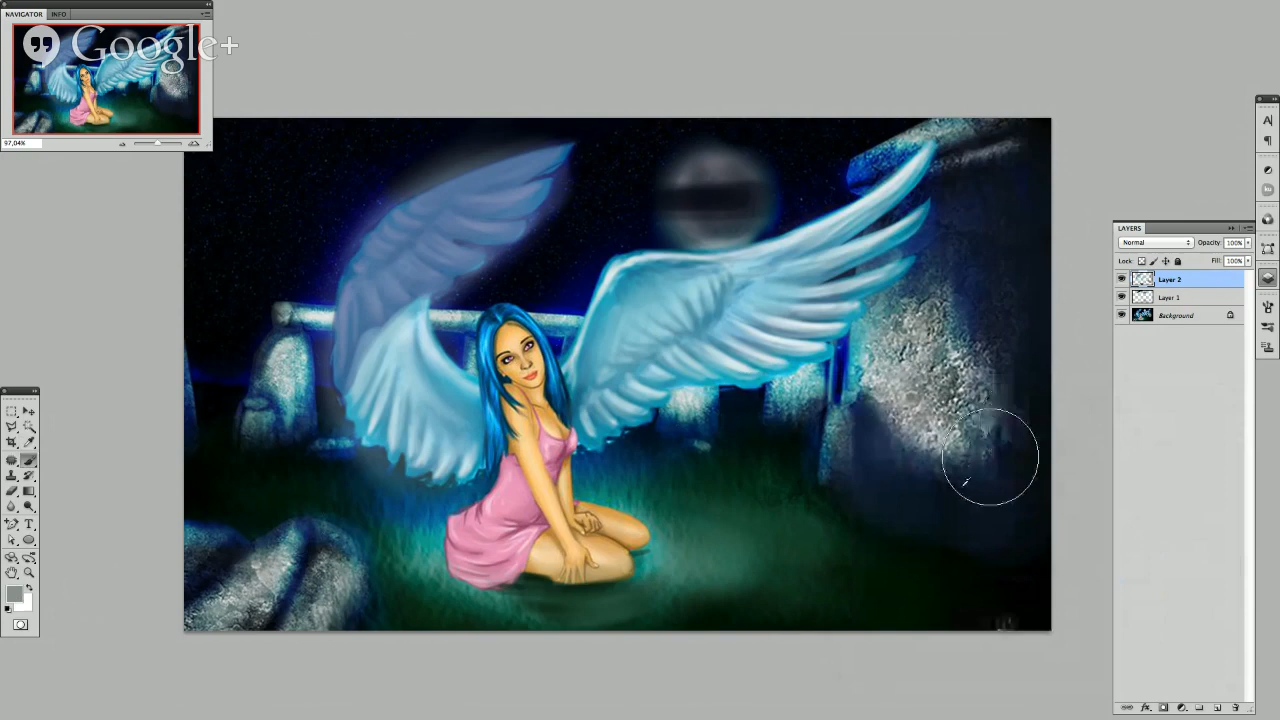 NAVIGATOR INFO
Google+
97,04%
LAYERS
Normal Opacity: 100%
Lock: Fill: 100%
Layer 2
Layer 1
Background